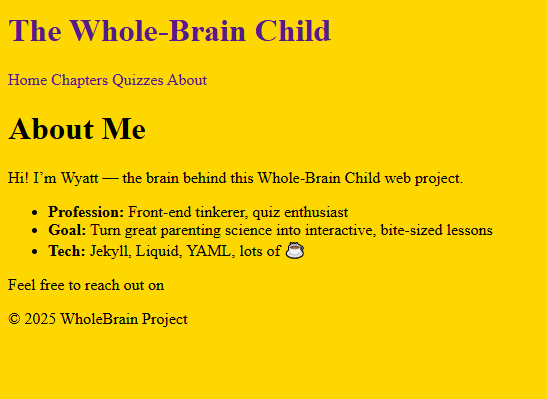 The Whole-Brain Child
Home Chapters Quizzes About
About Me
Hi! I’m Wyatt — the brain behind this Whole-Brain Child web project.
• Profession: Front-end tinkerer, quiz enthusiast
• Goal: Turn great parenting science into interactive, bite-sized lessons
• Tech: Jekyll, Liquid, YAML, lots of ☕
Feel free to reach out on
© 2025 WholeBrain Project